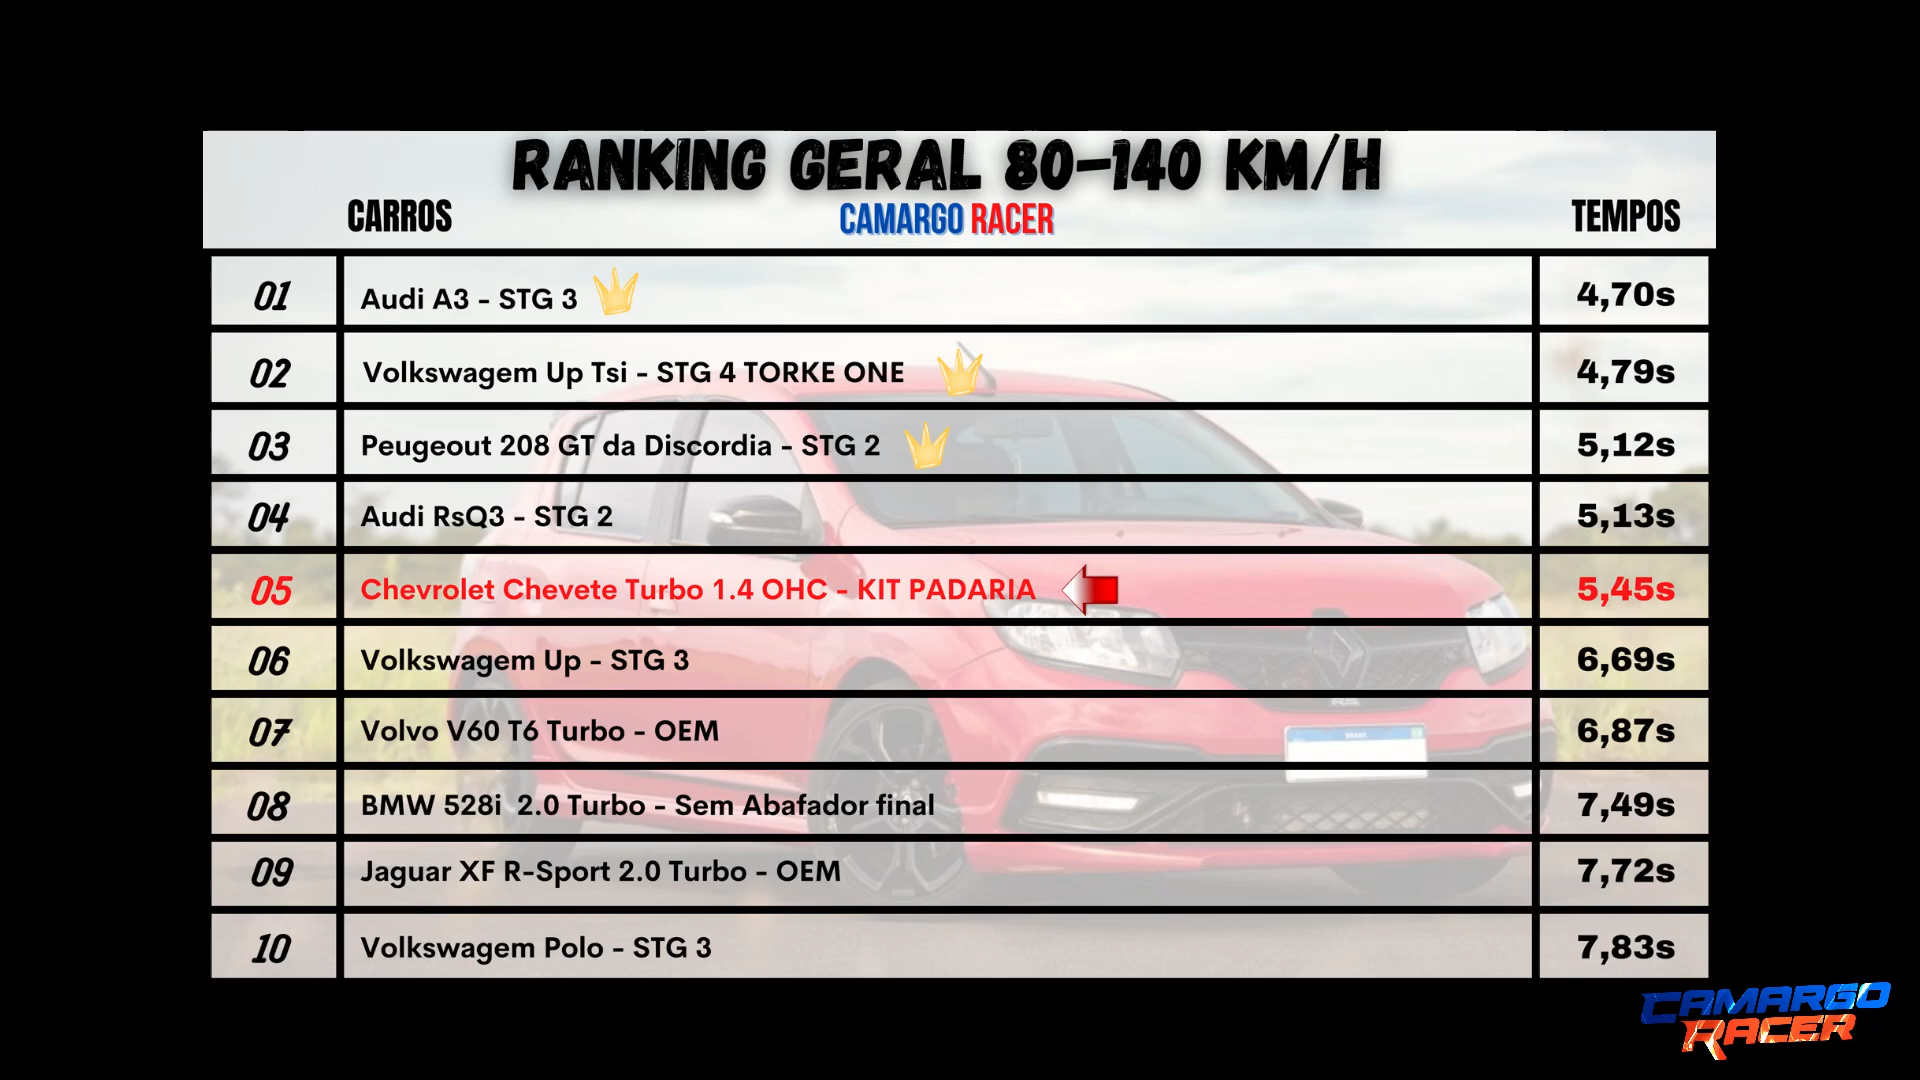 RANKING GERAL 80-140 KM/H
CARROS CAMARGO RACER TEMPOS
01 Audi A3 - STG 3 4,70s
02 Volkswagem Up Tsi - STG 4 TORKE ONE 4,79s
03 Peugeout 208 GT da Discordia - STG 2 5,12s
04 Audi RsQ3 - STG 2 5,13s
05 Chevrolet Chevete Turbo 1.4 OHC - KIT PADARIA 5,45s
06 Volkswagem Up - STG 3 6,69s
07 Volvo V60 T6 Turbo - OEM 6,87s
08 BMW 528i 2.0 Turbo - Sem Abafador final 7,49s
09 Jaguar XF R-Sport 2.0 Turbo - OEM 7,72s
10 Volkswagem Polo - STG 3 7,83s
CAMARGO
RACER